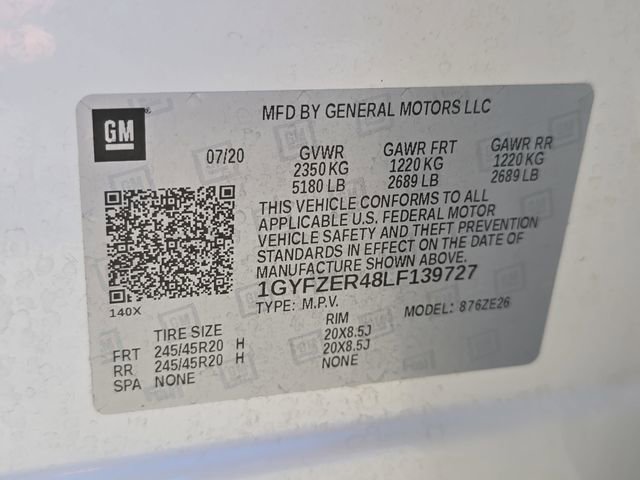 GM
MFD BY GENERAL MOTORS LLC
07/20 GVWR GAWR FRT GAWR RR
2350 KG 1220 KG 1220 KG
5180 LB 2689 LB 2689 LB
THIS VEHICLE CONFORMS TO ALL
APPLICABLE U.S. FEDERAL MOTOR
VEHICLE SAFETY AND THEFT PREVENTION
STANDARDS IN EFFECT ON THE DATE OF
MANUFACTURE SHOWN ABOVE.
1GYFZER48LF139727
TYPE: M.P.V. MODEL: 876ZE26
140X
TIRE SIZE RIM
FRT 245/45R20 H 20X8.5J
RR 245/45R20 H 20X8.5J
SPA NONE NONE